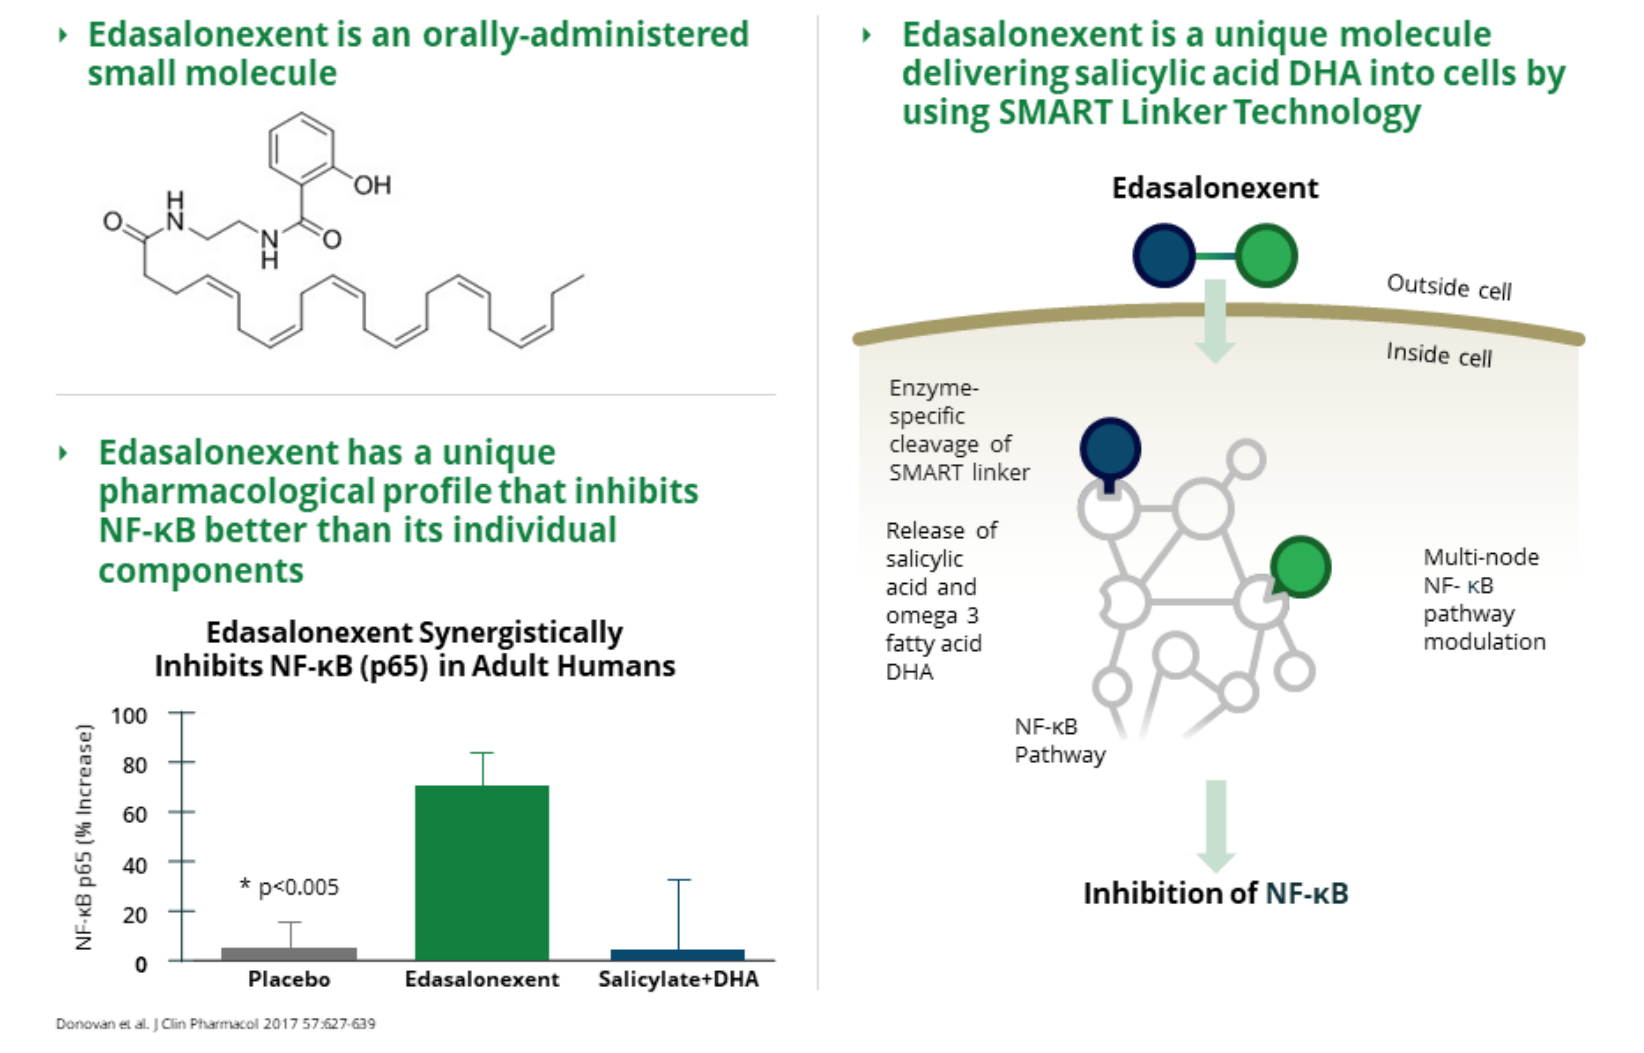 Edasalonexent is an orally-administered
small molecule
OH
H
N
O
N
H
O
Edasalonexent has a unique
pharmacological profile that inhibits
NF-κB better than its individual
components
Edasalonexent Synergistically
Inhibits NF-κB (p65) in Adult Humans
NF-κB p65 (% Increase)
100
80
60
40
20
0
* p<0.005
Placebo
Edasalonexent
Salicylate+DHA
Donovan et al. J Clin Pharmacol 2017 57:627-639
Edasalonexent is a unique molecule
delivering salicylic acid DHA into cells by
using SMART Linker Technology
Edasalonexent
Outside cell
Inside cell
Enzyme-
specific
cleavage of
SMART linker
Release of
salicylic
acid and
omega 3
fatty acid
DHA
Multi-node
NF- κB
pathway
modulation
NF-κB
Pathway
Inhibition of NF-κB